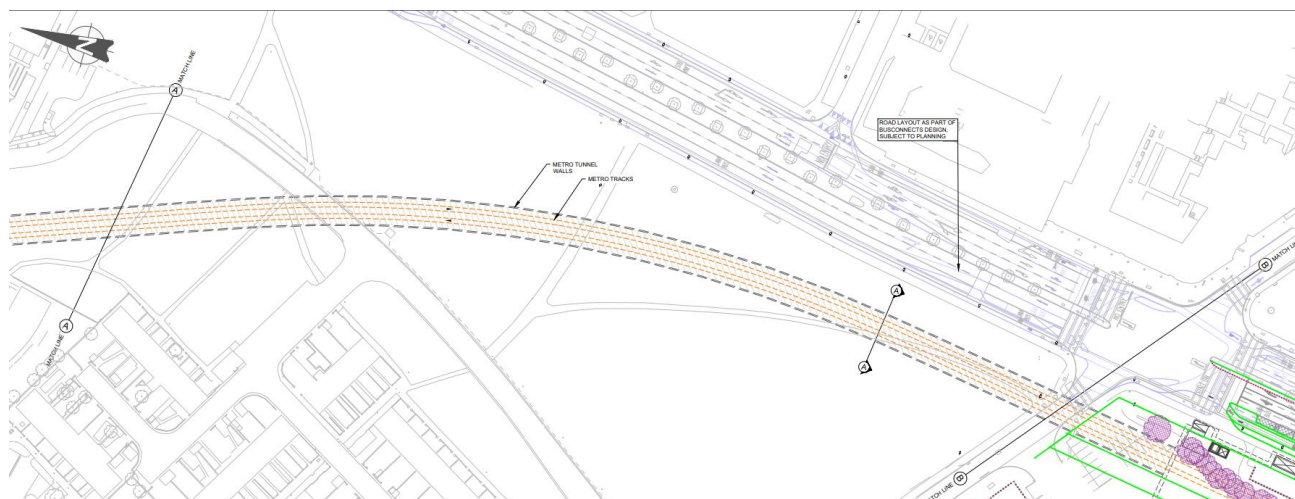 N
A
MATCH LINE
METRO TUNNEL
WALLS
METRO TRACKS
ROAD LAYOUT AS PART OF
BUSCONNECTS DESIGN,
SUBJECT TO PLANNING
A
A
B
MATCH LINE
MATCH LINE
A
MATCH LINE
B